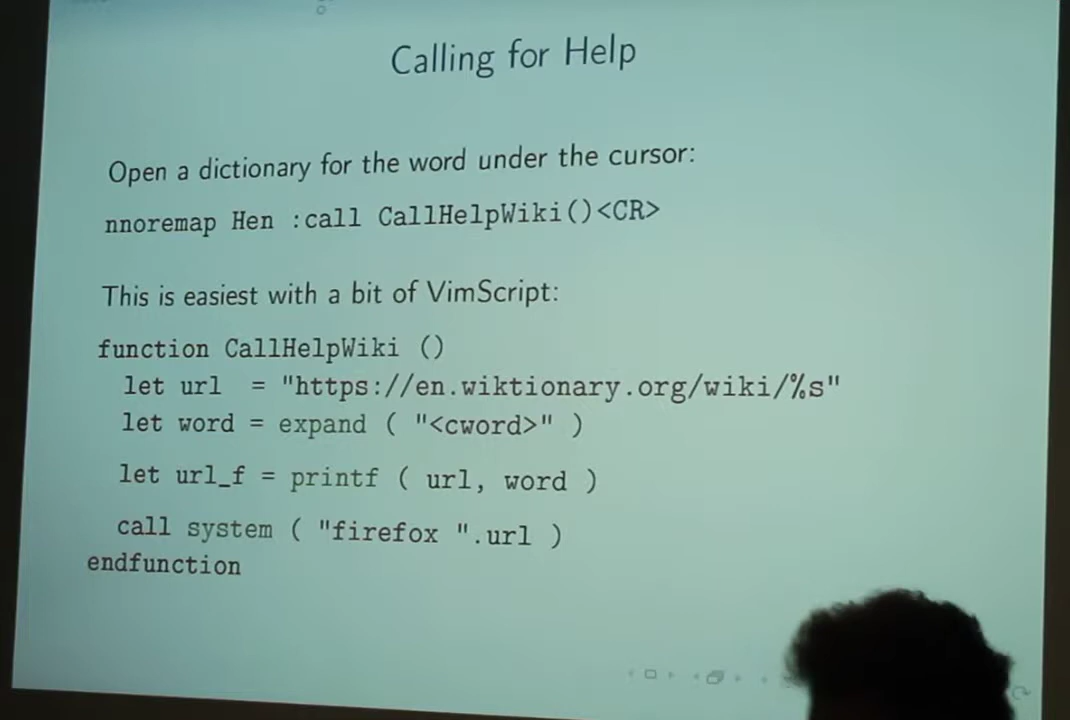 Calling for Help
Open a dictionary for the word under the cursor:
nnoremap Hen :call CallHelpWiki()<CR>
This is easiest with a bit of VimScript:
function CallHelpWiki ()
let url = "https://en.wiktionary.org/wiki/%s"
let word = expand ( "<cword>" )
let url_f = printf ( url, word )
call system ( "firefox ".url )
endfunction